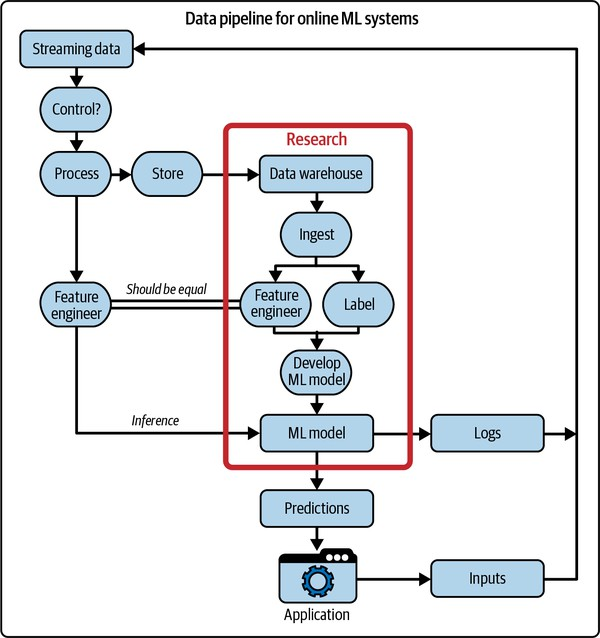 Data pipeline for online ML systems
Streaming data
Control?
Research
Process
Store
Data warehouse
Ingest
Should be equal
Feature
engineer
Feature
engineer
Label
Develop
ML model
Inference
ML model
Logs
Predictions
Inputs
Application